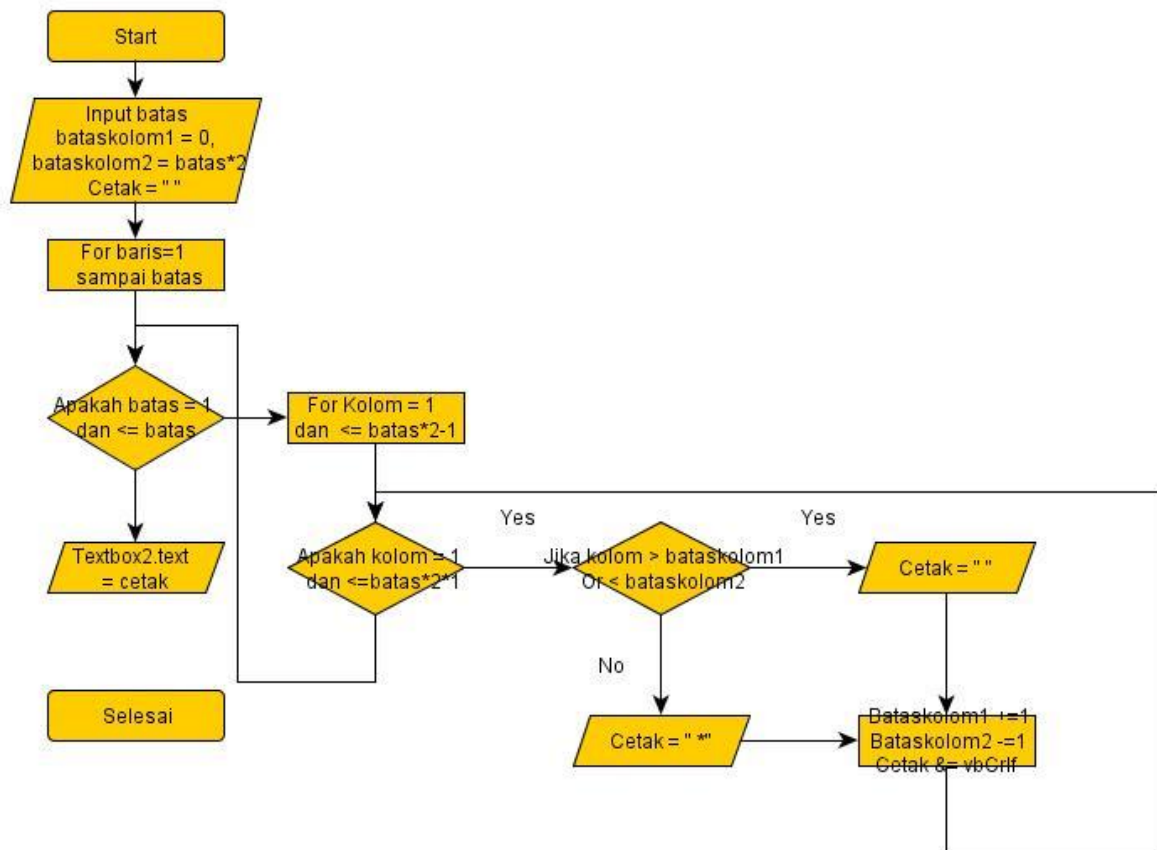 Start
Input batas
bataskolom1 = 0,
bataskolom2 = batas*2
Cetak = " "
For baris=1
sampai batas
Apakah batas = 1
dan <= batas
For Kolom = 1
dan <= batas*2-1
Textbox2.text
= cetak
Apakah kolom = 1
dan <=batas*2*1
Yes
Jika kolom > bataskolom1
Or < bataskolom2
Yes
Cetak = " "
No
Cetak = " *"
Bataskolom1 +=1
Bataskolom2 -=1
Cetak &= vbCrlf
Selesai